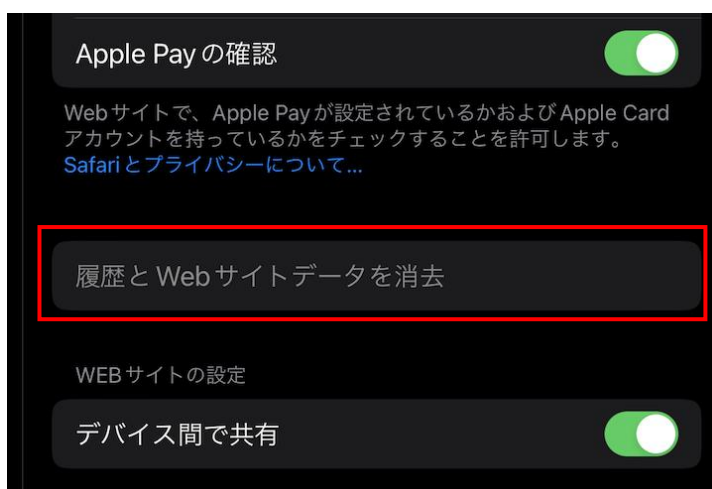 Apple Payの確認
Webサイトで、Apple Payが設定されているかおよびApple Card
アカウントを持っているかをチェックすることを許可します。
Safariとプライバシーについて...
履歴とWebサイトデータを消去
WEBサイトの設定
デバイス間で共有